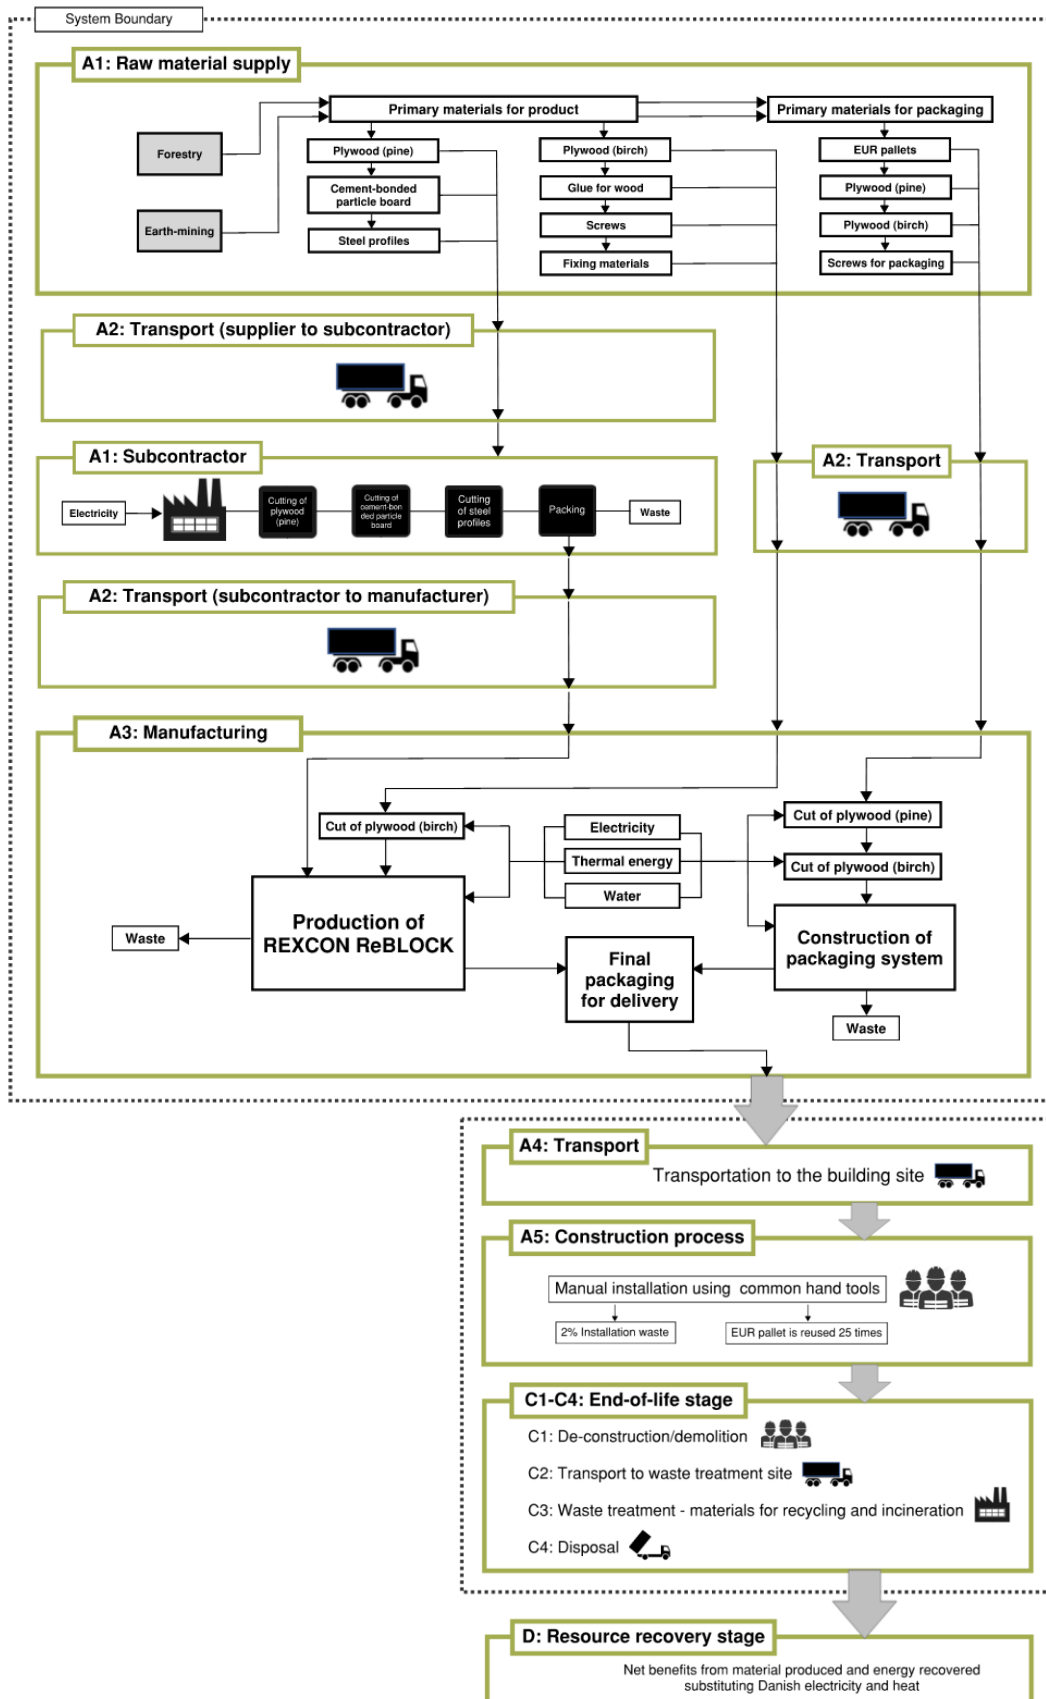 System Boundary
A1: Raw material supply
Primary materials for product
Primary materials for packaging
Forestry
Earth-mining
Plywood (pine)
Cement-bonded
particle board
Steel profiles
Plywood (birch)
Glue for wood
Screws
Fixing materials
EUR pallets
Plywood (pine)
Plywood (birch)
Screws for packaging
A2: Transport (supplier to subcontractor)
A1: Subcontractor
Electricity
Cutting of
plywood
(pine)
Cutting of
cement-bon
ded particle
board
Cutting
of steel
profiles
Packing
Waste
A2: Transport
A2: Transport (subcontractor to manufacturer)
A3: Manufacturing
Cut of plywood (birch)
Electricity
Thermal energy
Water
Cut of plywood (pine)
Cut of plywood (birch)
Waste
Production of
REXCON ReBLOCK
Final
packaging
for delivery
Construction of
packaging system
Waste
A4: Transport
Transportation to the building site
A5: Construction process
Manual installation using common hand tools
2% Installation waste
EUR pallet is reused 25 times
C1-C4: End-of-life stage
C1: De-construction/demolition
C2: Transport to waste treatment site
C3: Waste treatment - materials for recycling and incineration
C4: Disposal
D: Resource recovery stage
Net benefits from material produced and energy recovered
substituting Danish electricity and heat